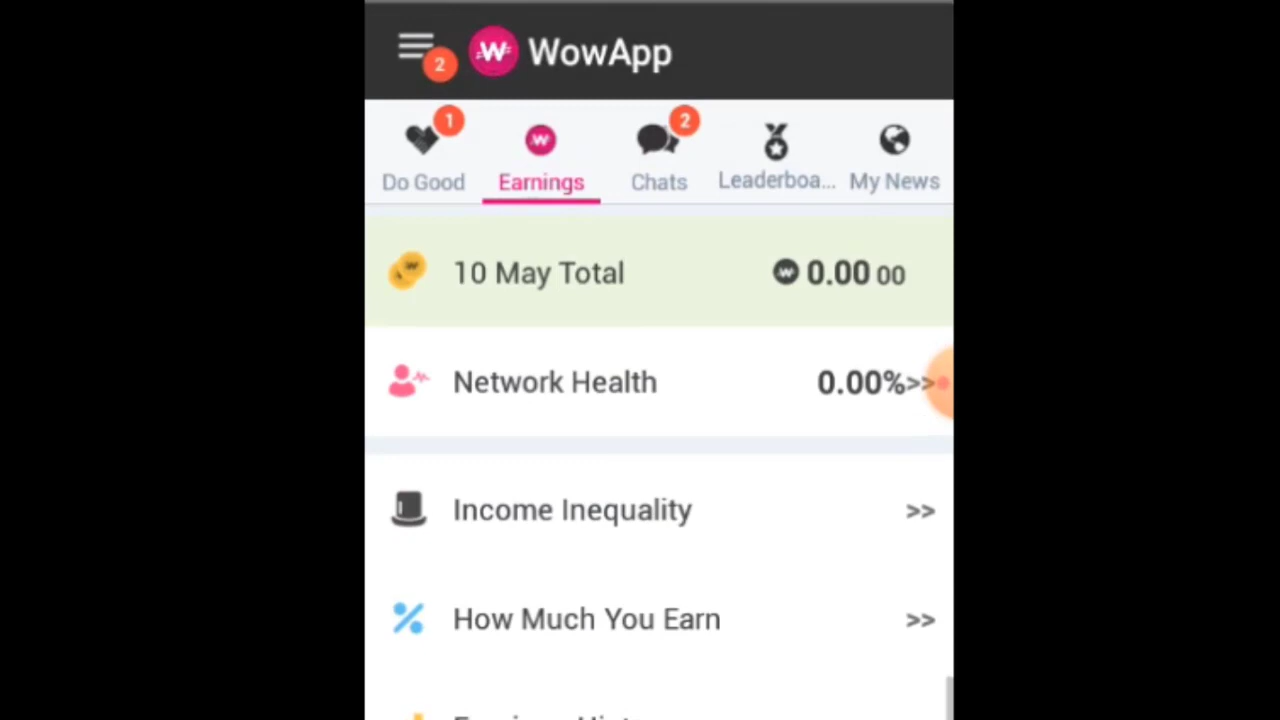 2
W WowApp
1
W
2
Do Good
Earnings
Chats
Leaderboa...
My News
10 May Total
W 0.00 00
Network Health
0.00%>>
Income Inequality
>>
How Much You Earn
>>